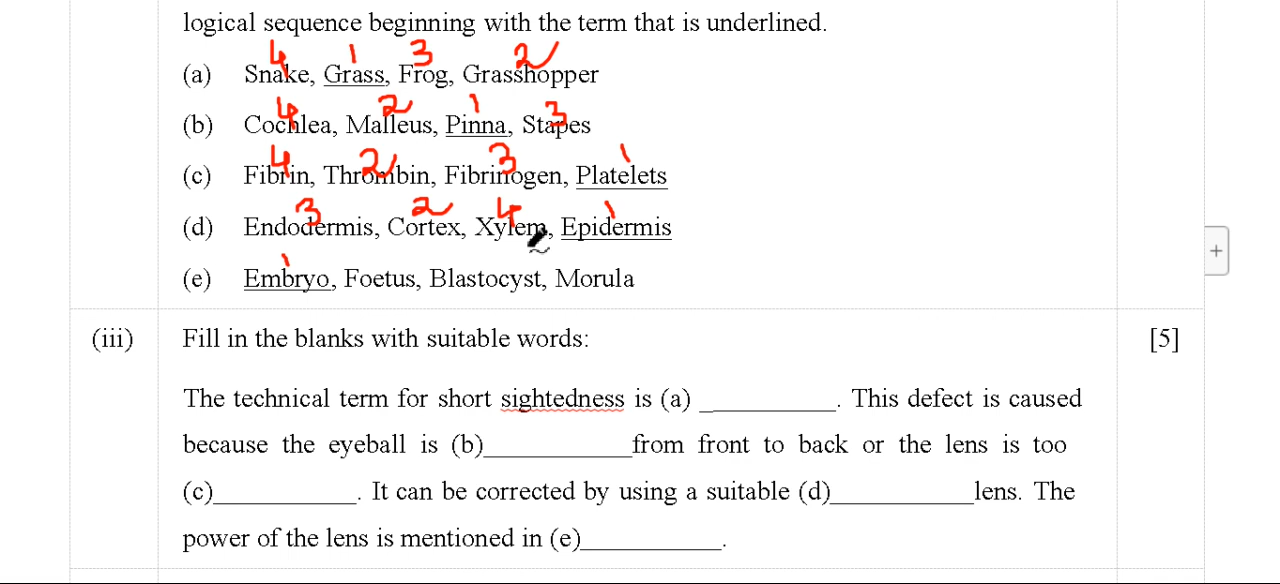 logical sequence beginning with the term that is underlined.
4 1 3 2
(a) Snake, Grass, Frog, Grasshopper
4 2 1 3
(b) Cochlea, Malleus, Pinna, Stapes
4 2 3 1
(c) Fibrin, Thrombin, Fibrinogen, Platelets
3 2 4 1
(d) Endodermis, Cortex, Xylem, Epidermis
1
(e) Embryo, Foetus, Blastocyst, Morula
(iii) Fill in the blanks with suitable words: [5]
The technical term for short sightedness is (a) __________. This defect is caused
because the eyeball is (b)___________from front to back or the lens is too
(c)__________. It can be corrected by using a suitable (d)__________lens. The
power of the lens is mentioned in (e)__________.
+